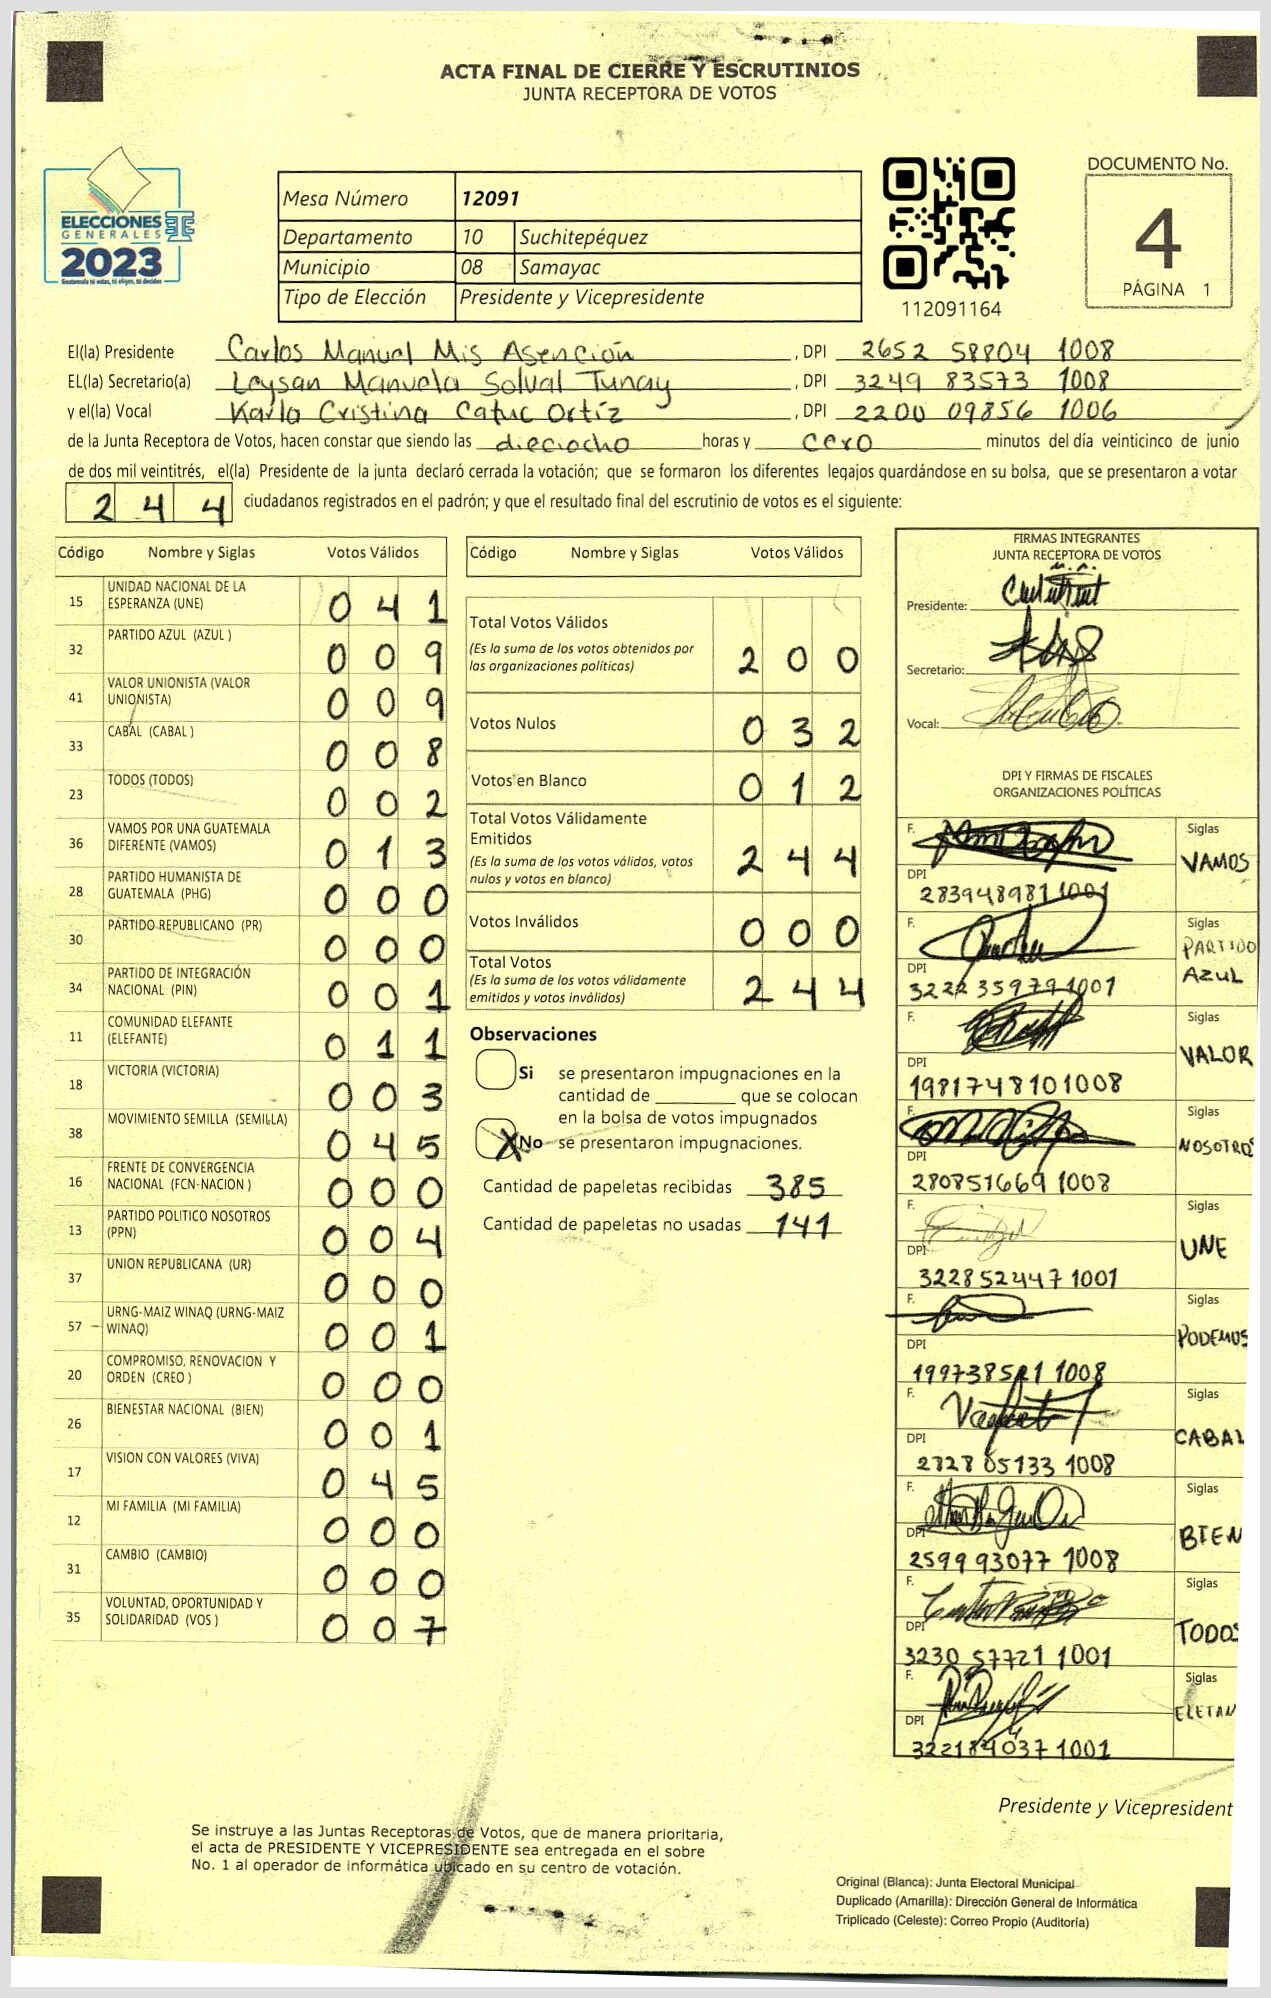 ACTA FINAL DE CIERRE Y ESCRUTINIOS
JUNTA RECEPTORA DE VOTOS
ELECCIONES
GENERALES
2023
Guatemala tú votas, tú eliges, tú decides
Mesa Número 12091
Departamento 10 Suchitepéquez
Municipio 08 Samayac
Tipo de Elección Presidente y Vicepresidente
112091164
DOCUMENTO No.
4
PÁGINA 1
El(la) Presidente Carlos Manuel Mis Asención , DPI 2652 58804 1008
EL(la) Secretario(a) Leysan Manuela Solval Tunay , DPI 3249 83573 1008
y el(la) Vocal Karla Cristina Catuc Ortíz , DPI 2200 09856 1006
de la Junta Receptora de Votos, hacen constar que siendo las dieciocho horas y cero minutos del día veinticinco de junio
de dos mil veintitrés, el(la) Presidente de la junta declaró cerrada la votación; que se formaron los diferentes legajos quardándose en su bolsa, que se presentaron a votar
2 4 4 ciudadanos registrados en el padrón; y que el resultado final del escrutinio de votos es el siguiente:
Código Nombre y Siglas Votos Válidos
15 UNIDAD NACIONAL DE LA
ESPERANZA (UNE) 0 4 1
32 PARTIDO AZUL (AZUL ) 0 0 9
41 VALOR UNIONISTA (VALOR
UNIONISTA) 0 0 9
33 CABAL (CABAL ) 0 0 8
23 TODOS (TODOS) 0 0 2
36 VAMOS POR UNA GUATEMALA
DIFERENTE (VAMOS) 0 1 3
28 PARTIDO HUMANISTA DE
GUATEMALA (PHG) 0 0 0
30 PARTIDO REPUBLICANO (PR) 0 0 0
34 PARTIDO DE INTEGRACIÓN
NACIONAL (PIN) 0 0 1
11 COMUNIDAD ELEFANTE
(ELEFANTE) 0 1 1
18 VICTORIA (VICTORIA) 0 0 3
38 MOVIMIENTO SEMILLA (SEMILLA) 0 4 5
16 FRENTE DE CONVERGENCIA
NACIONAL (FCN-NACION ) 0 0 0
13 PARTIDO POLITICO NOSOTROS
(PPN) 0 0 4
37 UNION REPUBLICANA (UR) 0 0 0
57 URNG-MAIZ WINAQ (URNG-MAIZ
WINAQ) 0 0 1
20 COMPROMISO, RENOVACION Y
ORDEN (CREO ) 0 0 0
26 BIENESTAR NACIONAL (BIEN) 0 0 1
17 VISION CON VALORES (VIVA) 0 4 5
12 MI FAMILIA (MI FAMILIA) 0 0 0
31 CAMBIO (CAMBIO) 0 0 0
35 VOLUNTAD, OPORTUNIDAD Y
SOLIDARIDAD (VOS ) 0 0 7
Código Nombre y Siglas Votos Válidos
Total Votos Válidos
(Es la suma de los votos obtenidos por
las organizaciones políticas) 2 0 0
Votos Nulos 0 3 2
Votos en Blanco 0 1 2
Total Votos Válidamente
Emitidos
(Es la suma de los votos válidos, votos
nulos y votos en blanco) 2 4 4
Votos Inválidos 0 0 0
Total Votos
(Es la suma de los votos válidamente
emitidos y votos inválidos) 2 4 4
Observaciones
Si se presentaron impugnaciones en la
cantidad de ________ que se colocan
en la bolsa de votos impugnados
X No se presentaron impugnaciones.
Cantidad de papeletas recibidas 385
Cantidad de papeletas no usadas 141
FIRMAS INTEGRANTES
JUNTA RECEPTORA DE VOTOS
Presidente:
Secretario:
Vocal:
DPI Y FIRMAS DE FISCALES
ORGANIZACIONES POLÍTICAS
F. Siglas
VAMOS
DPI
283948981 1001
F. Siglas
PARTIDO
AZUL
DPI
3222 35979 1001
F. Siglas
VALOR
DPI
1981748101008
F. Siglas
NOSOTROS
DPI
280851669 1008
F. Siglas
UNE
DPI
322852447 1001
F. Siglas
PODEMOS
DPI
199738521 1008
F. Siglas
CABAL
DPI
2328 05133 1008
F. Siglas
BIEN
DPI
2599 93077 1008
F. Siglas
TODOS
DPI
3230 57721 1001
F. Siglas
ELEFAN
DPI
322184037 1001
Presidente y Vicepresident
Se instruye a las Juntas Receptoras de Votos, que de manera prioritaria,
el acta de PRESIDENTE Y VICEPRESIDENTE sea entregada en el sobre
No. 1 al operador de informática ubicado en su centro de votación.
Original (Blanca): Junta Electoral Municipal
Duplicado (Amarilla): Dirección General de Informática
Triplicado (Celeste): Correo Propio (Auditoría)